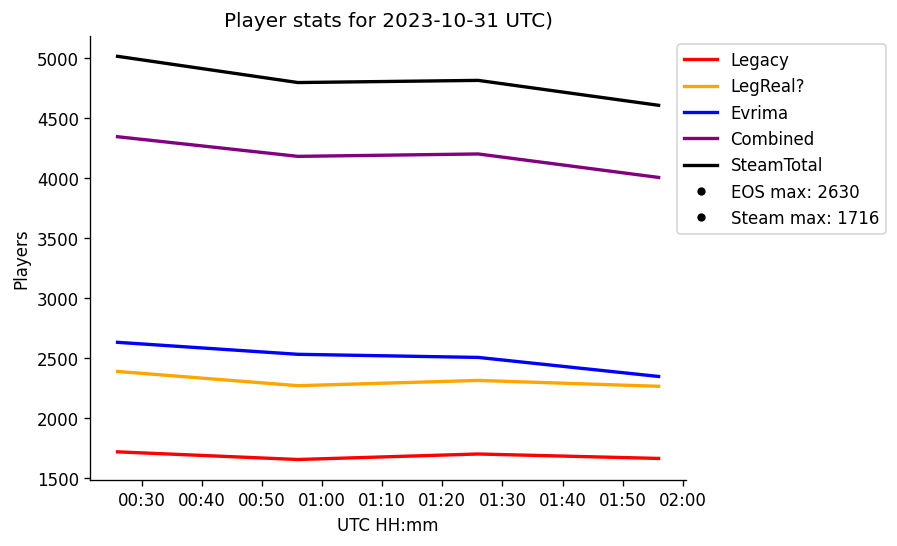 Player stats for 2023-10-31 UTC)
Legacy
LegReal?
Evrima
Combined
SteamTotal
EOS max: 2630
Steam max: 1716
Players
5000
4500
4000
3500
3000
2500
2000
1500
00:30 00:40 00:50 01:00 01:10 01:20 01:30 01:40 01:50 02:00
UTC HH:mm